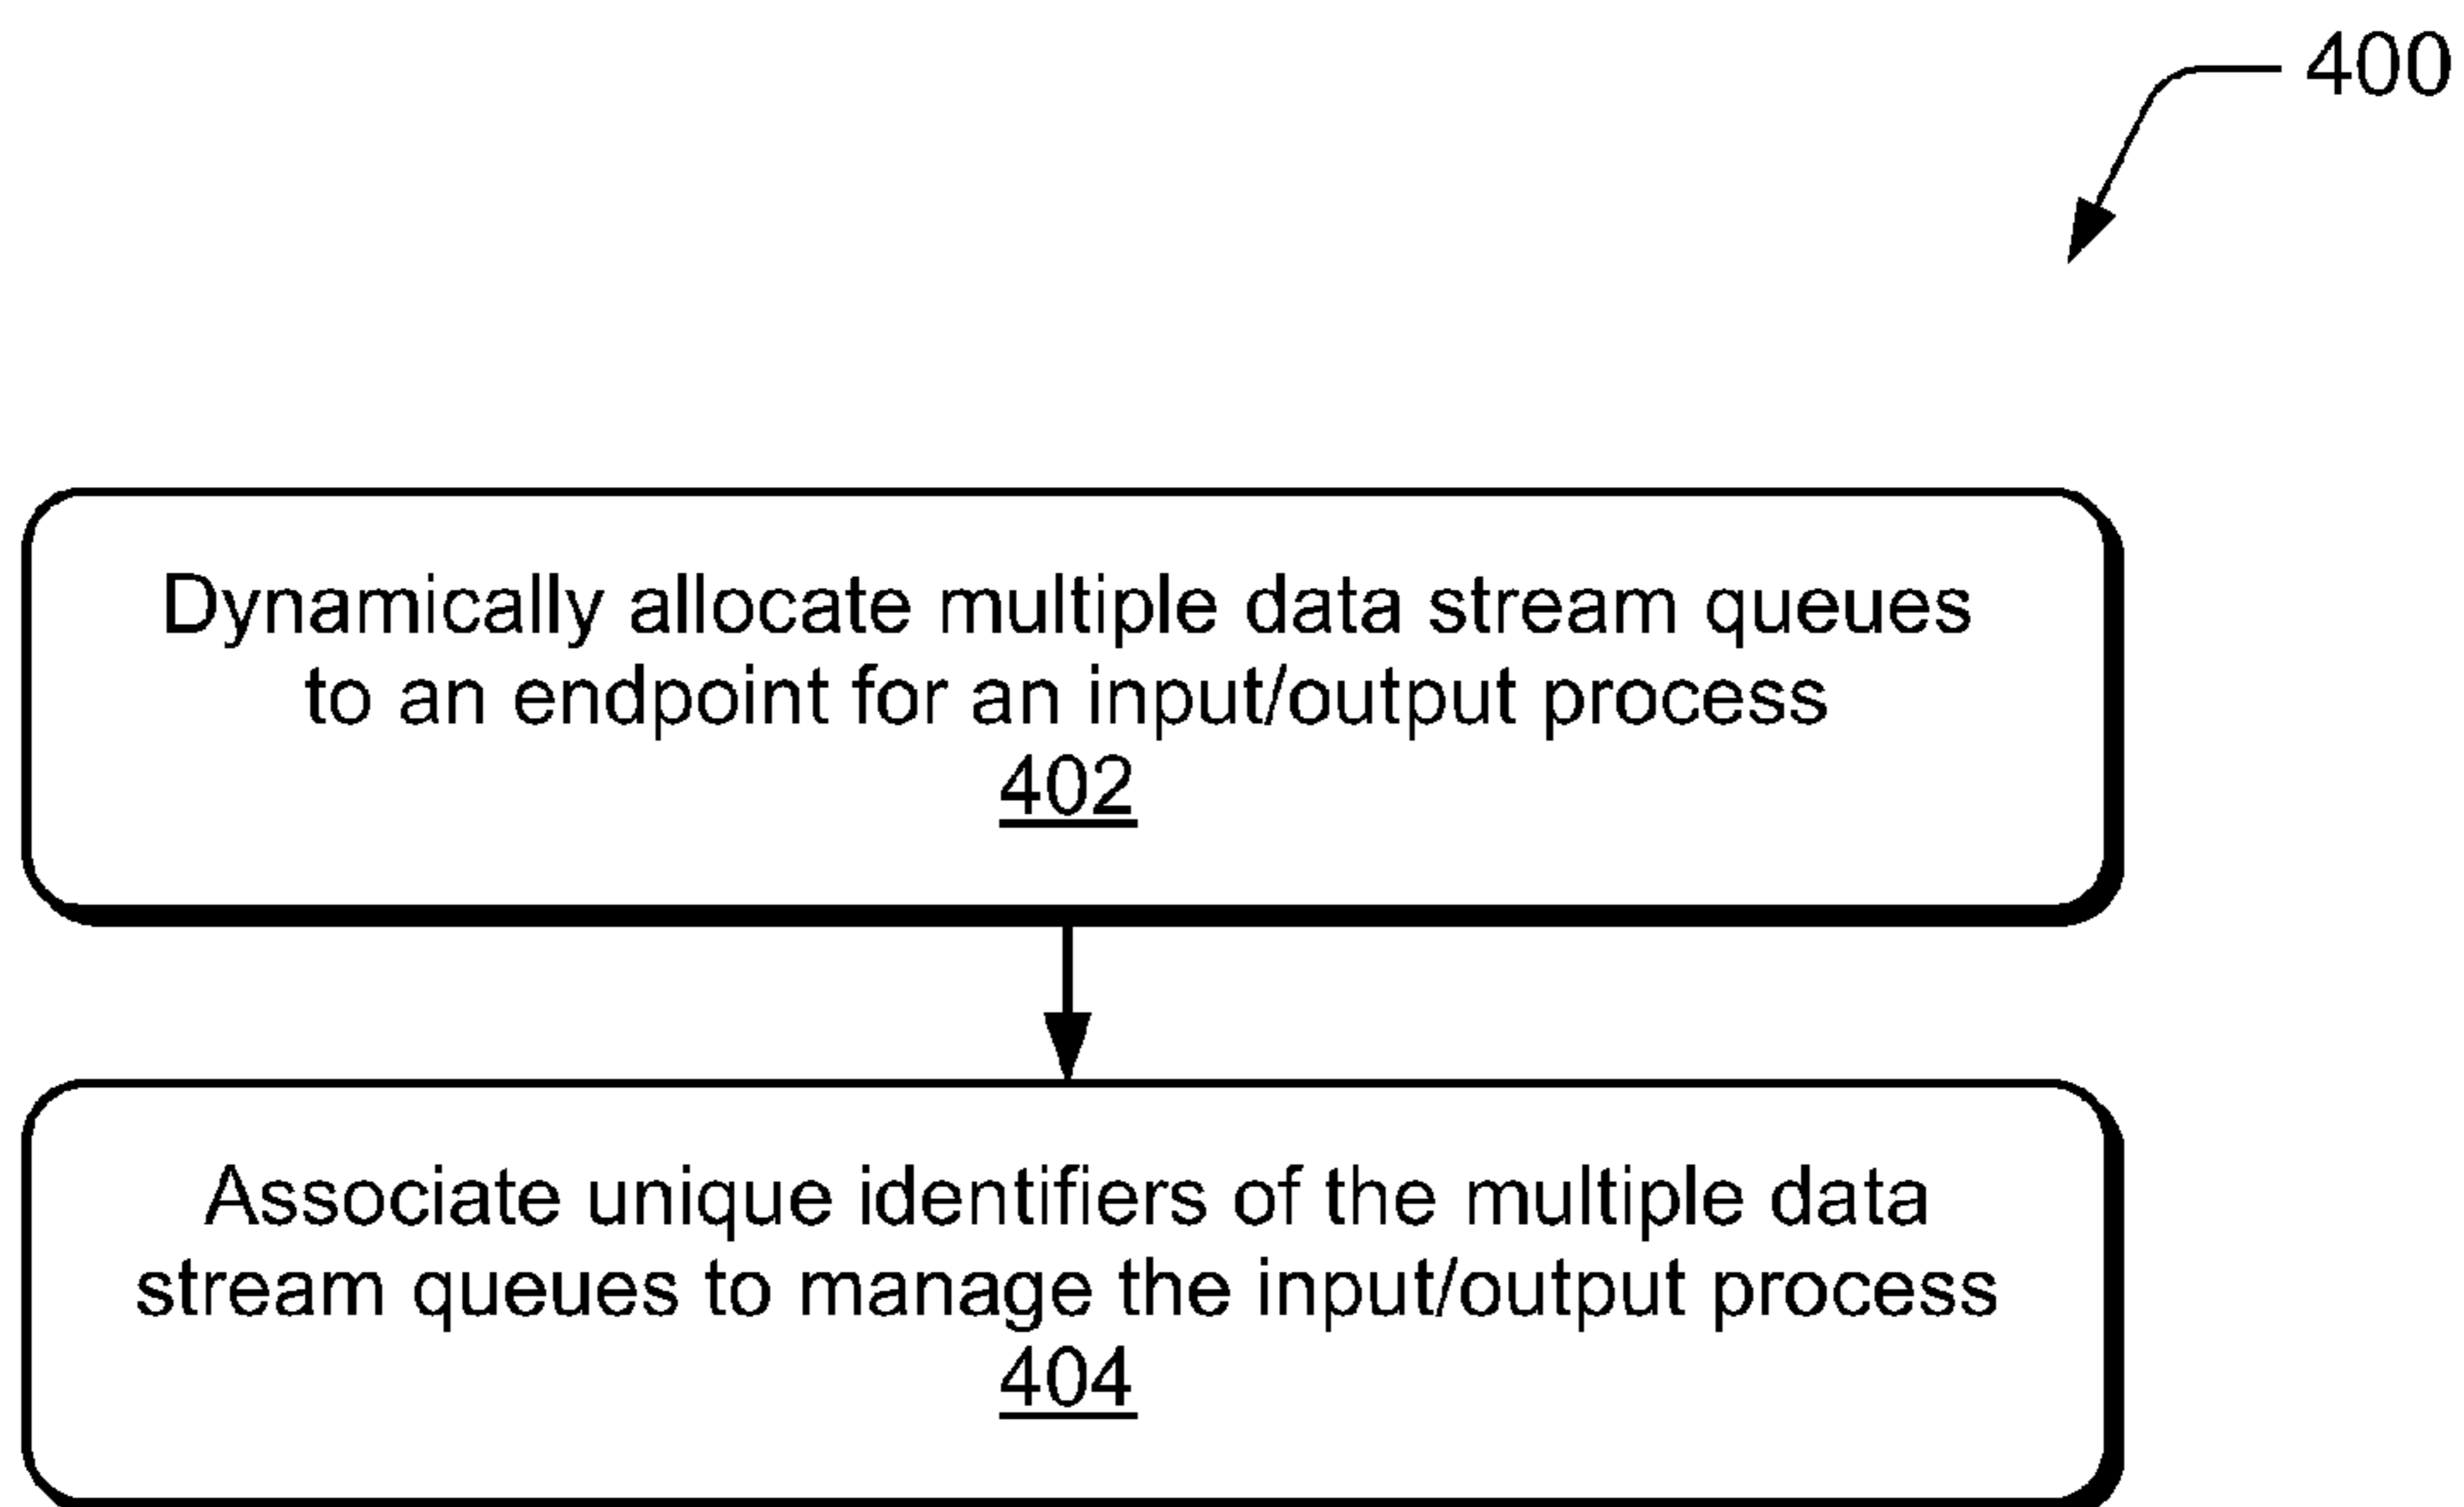 400
Dynamically allocate multiple data stream queues
to an endpoint for an input/output process
402
Associate unique identifiers of the multiple data
stream queues to manage the input/output process
404